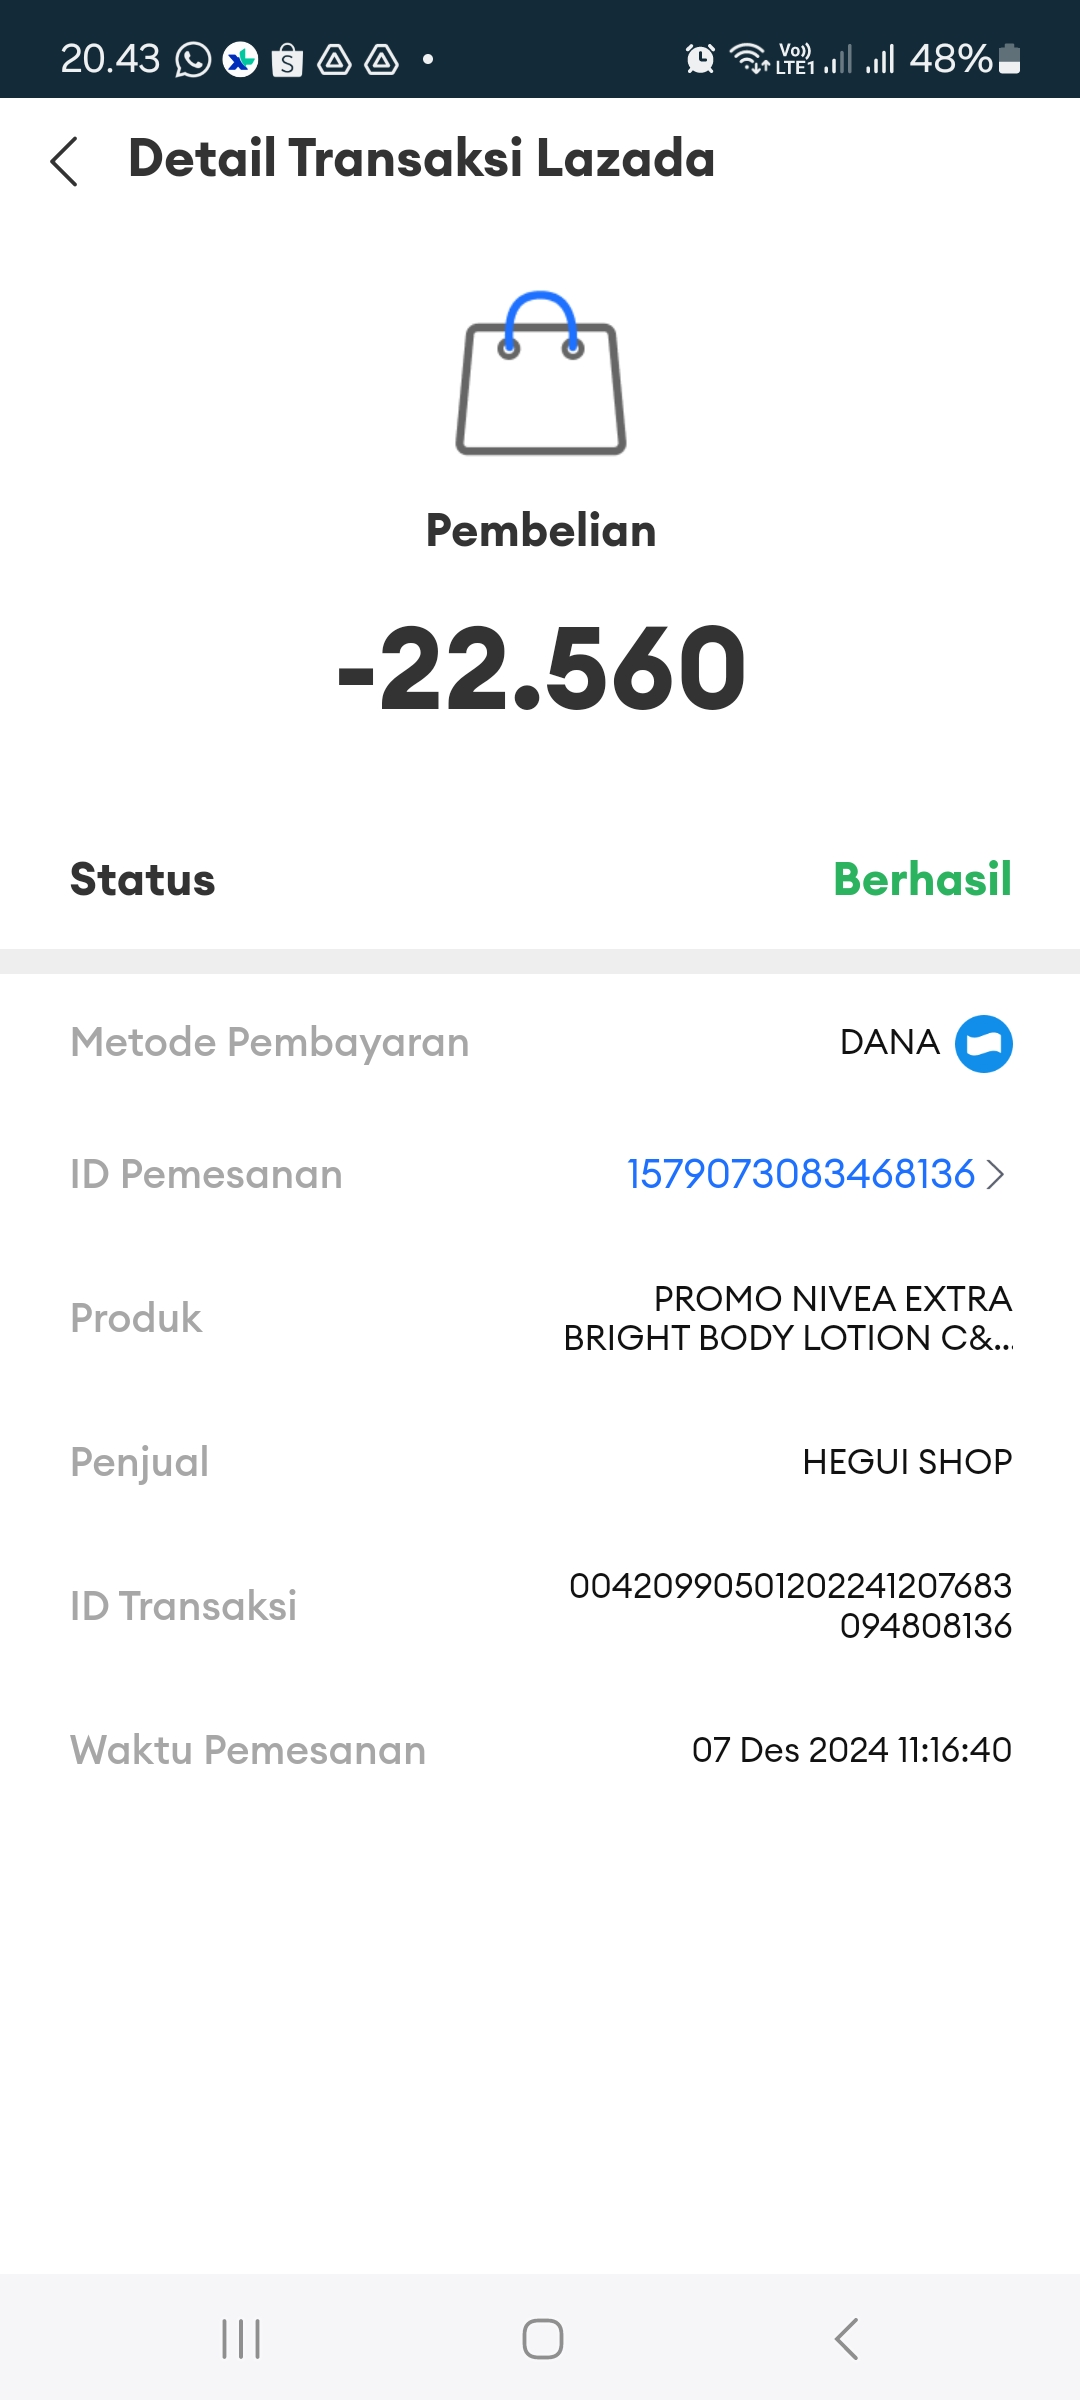 20.43
Vo))
LTE1
48%
Detail Transaksi Lazada
Pembelian
-22.560
Status
Berhasil
Metode Pembayaran
DANA
ID Pemesanan
1579073083468136
Produk
PROMO NIVEA EXTRA
BRIGHT BODY LOTION C&...
Penjual
HEGUI SHOP
ID Transaksi
00420990501202241207683
094808136
Waktu Pemesanan
07 Des 2024 11:16:40